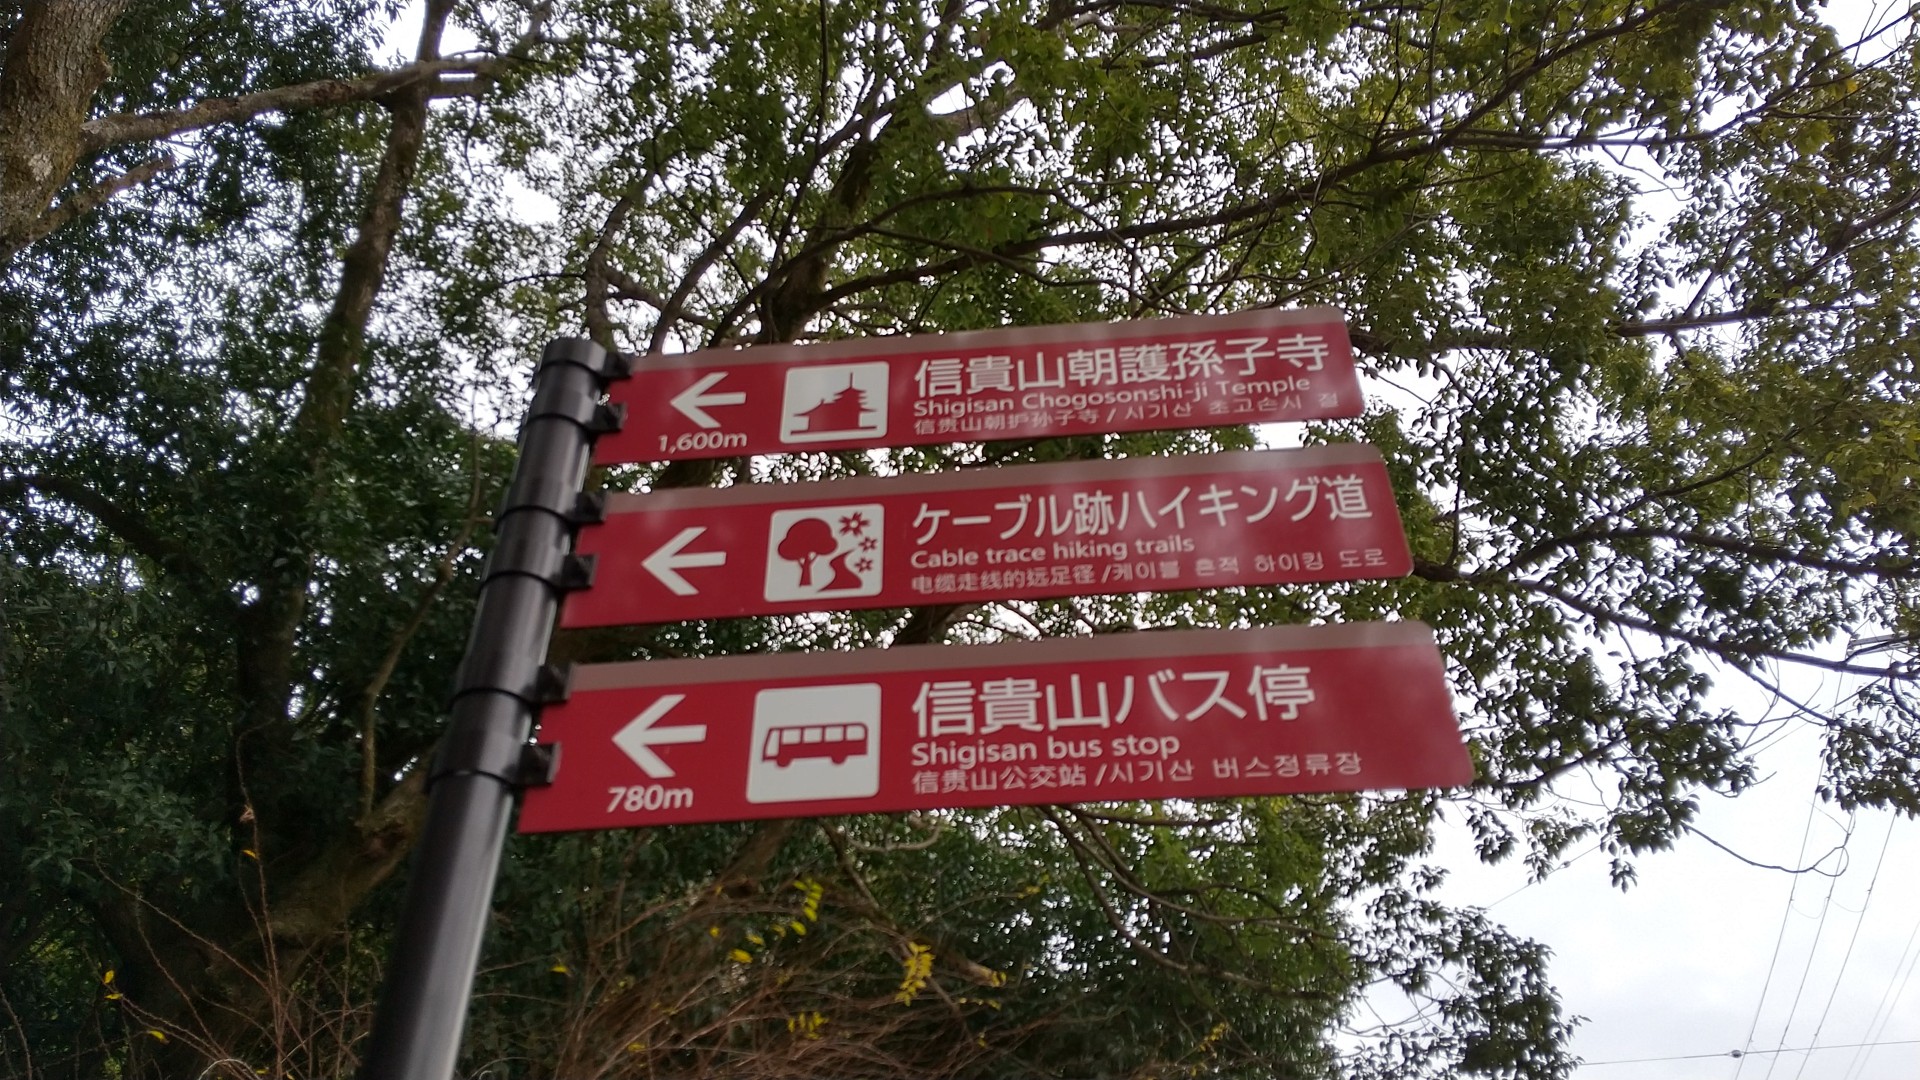 信貴山朝護孫子寺
Shigisan Chogosonshi-ji Temple
信贵山朝护孙子寺 / 시기산 초고손시 절
1,600m
ケーブル跡ハイキング道
Cable trace hiking trails
电缆走线的远足径 /케이블 흔적 하이킹 도로
信貴山バス停
Shigisan bus stop
信贵山公交站 /시기산 버스정류장
780m